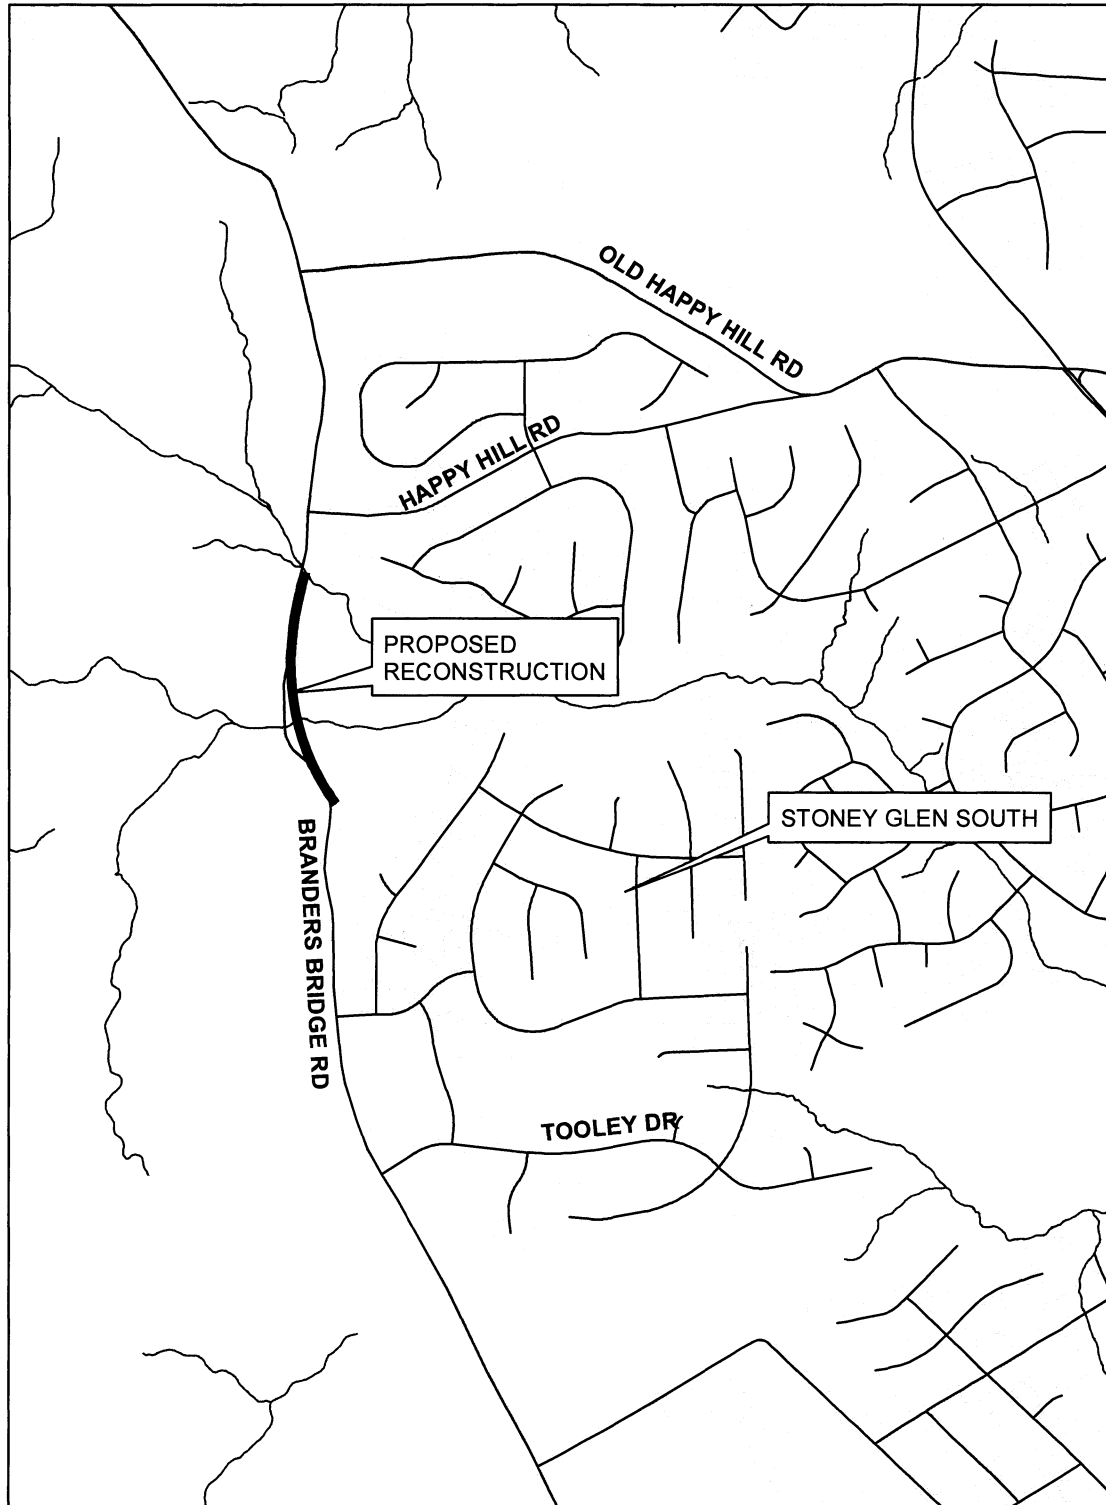 OLD HAPPY HILL RD
HAPPY HILL RD
PROPOSED
RECONSTRUCTION
STONEY GLEN SOUTH
BRANDERS BRIDGE RD
TOOLEY DR